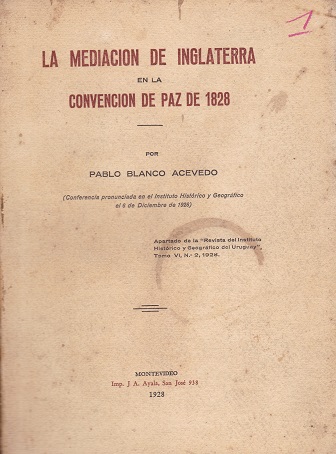 1
LA MEDIACION DE INGLATERRA
EN LA
CONVENCION DE PAZ DE 1828
POR
PABLO BLANCO ACEVEDO
(Conferencia pronunciada en el Instituto Histórico y Geográfico
el 6 de Diciembre de 1928)
Apartado de la "Revista del Instituto
Histórico y Geográfico del Uruguay",
Tomo VI, N.º 2, 1928.
MONTEVIDEO
Imp. J A. Ayala, San José 938
1928